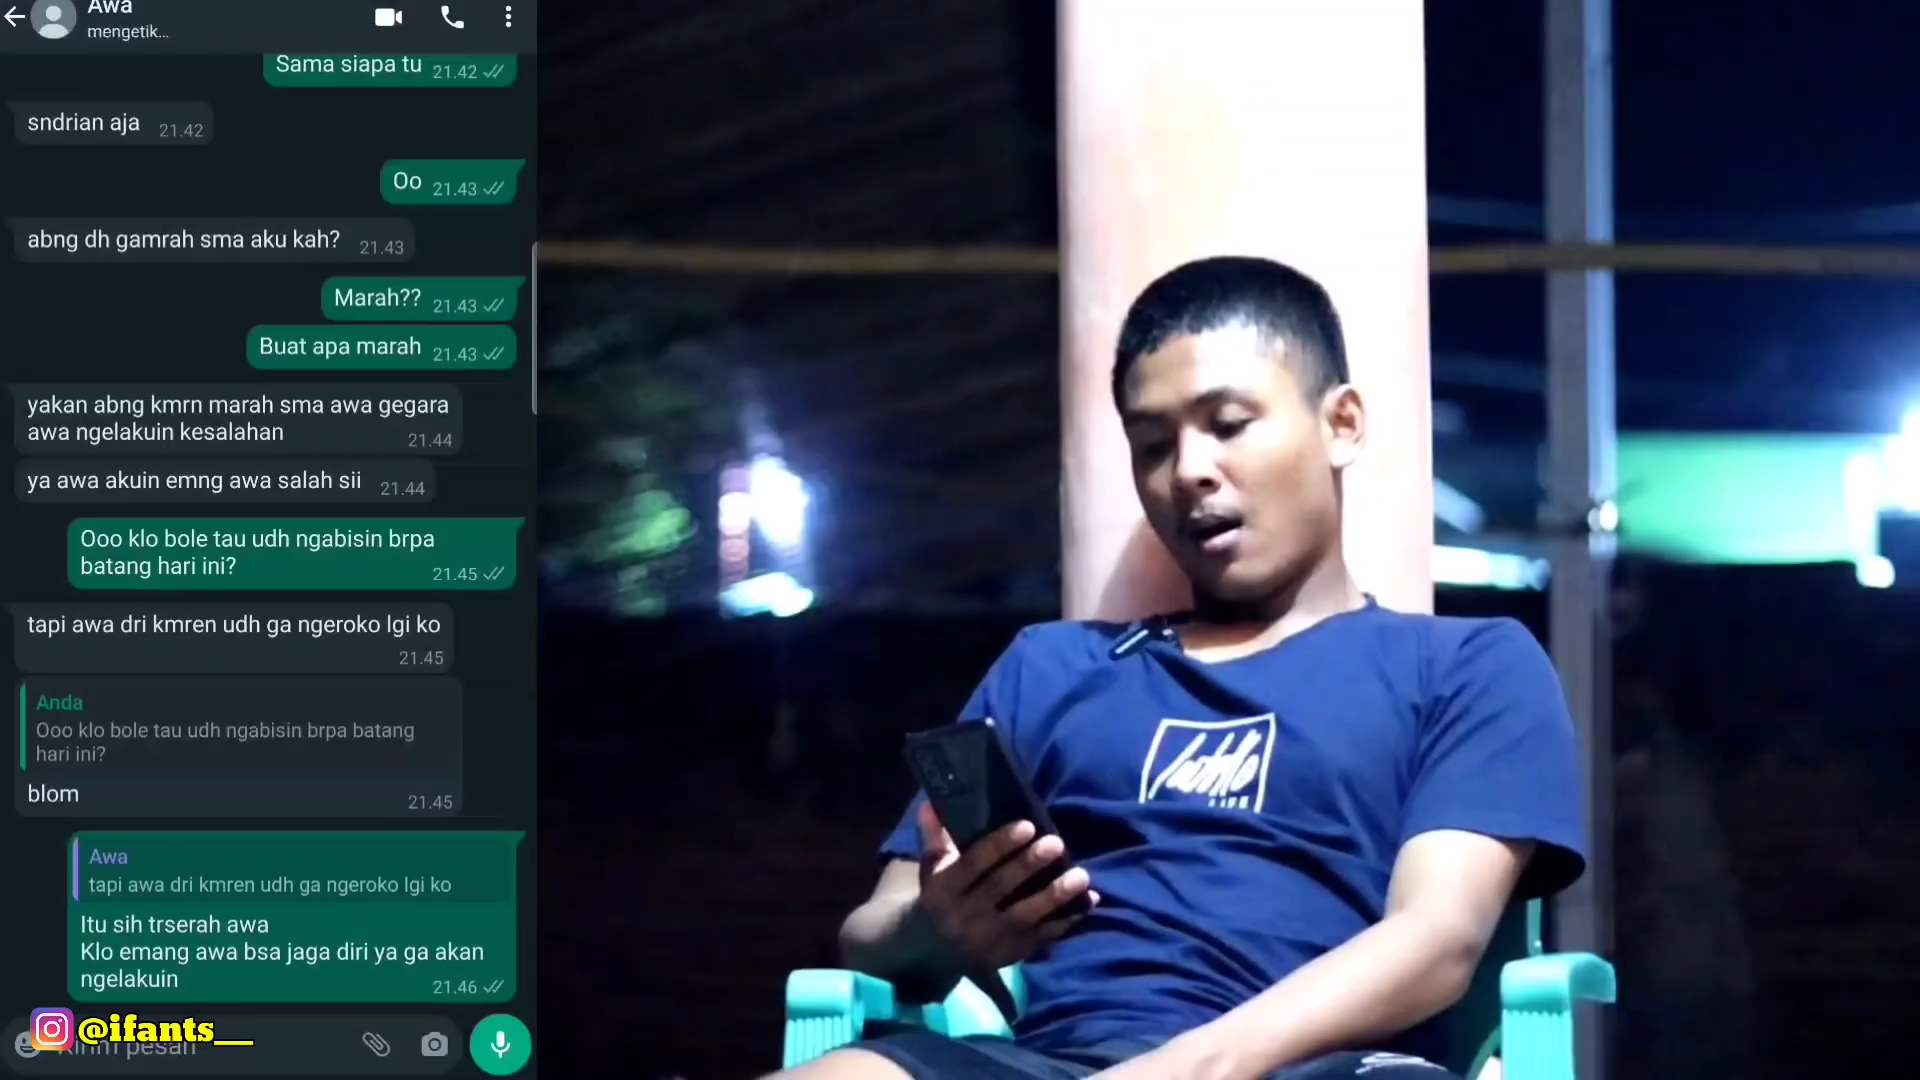 Awa
mengetik...
Sama siapa tu 21.42
sndrian aja 21.42
Oo 21.43
abng dh gamrah sma aku kah? 21.43
Marah?? 21.43
Buat apa marah 21.43
yakan abng kmrn marah sma awa gegara
awa ngelakuin kesalahan 21.44
ya awa akuin emng awa salah sii 21.44
Ooo klo bole tau udh ngabisin brpa
batang hari ini? 21.45
tapi awa dri kmren udh ga ngeroko lgi ko
21.45
Anda
Ooo klo bole tau udh ngabisin brpa batang
hari ini?
blom 21.45
Awa
tapi awa dri kmren udh ga ngeroko lgi ko
Itu sih trserah awa
Klo emang awa bsa jaga diri ya ga akan
ngelakuin 21.46
@ifants__
pesan